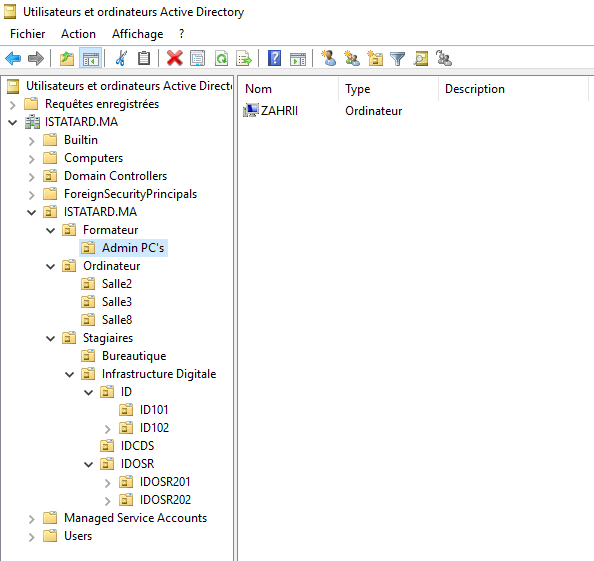 Utilisateurs et ordinateurs Active Directory
Fichier Action Affichage ?
Utilisateurs et ordinateurs Active Direct
Requêtes enregistrées
ISTATARD.MA
Builtin
Computers
Domain Controllers
ForeignSecurityPrincipals
ISTATARD.MA
Formateur
Admin PC's
Ordinateur
Salle2
Salle3
Salle8
Stagiaires
Bureautique
Infrastructure Digitale
ID
ID101
ID102
IDCDS
IDOSR
IDOSR201
IDOSR202
Managed Service Accounts
Users
Nom Type Description
ZAHRII Ordinateur